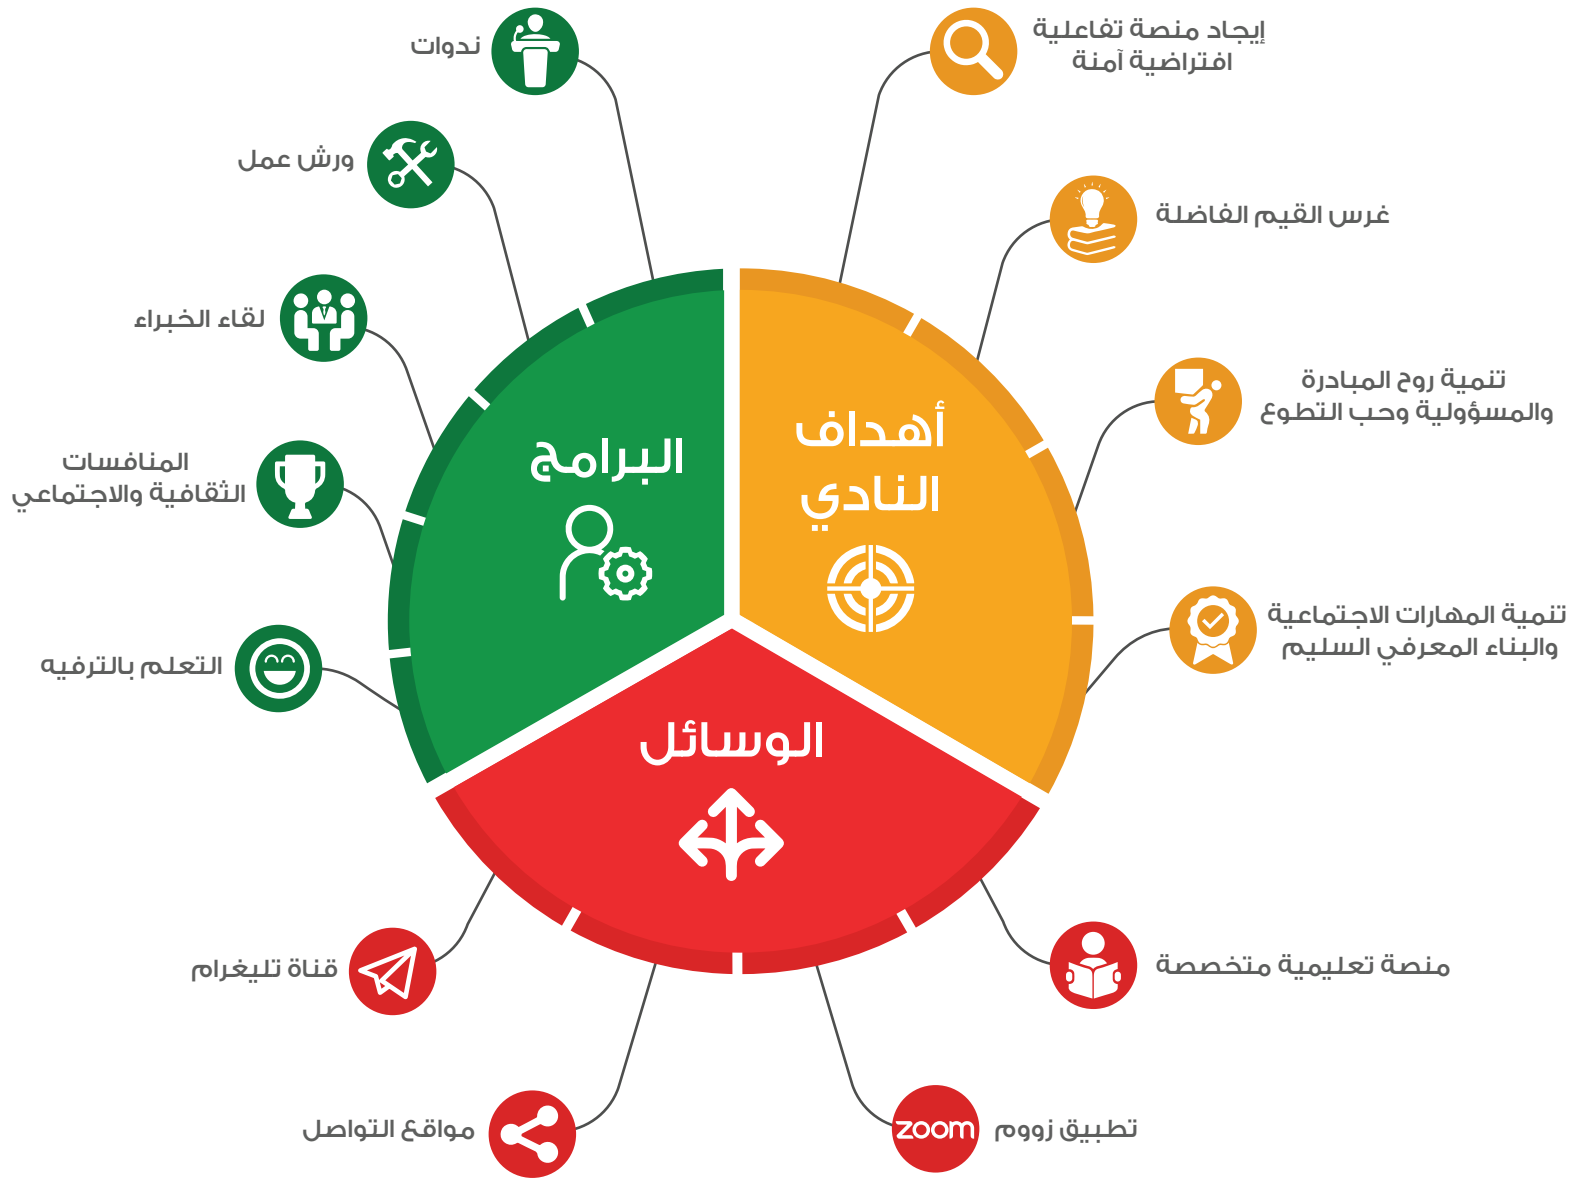 أهداف
النادي
إيجاد منصة تفاعلية
افتراضية آمنة
غرس القيم الفاضلة
تنمية روح المبادرة
والمسؤولية وحب التطوع
تنمية المهارات الاجتماعية
والبناء المعرفي السليم
البرامج
ندوات
ورش عمل
لقاء الخبراء
المنافسات
الثقافية والاجتماعي
التعلم بالترفيه
الوسائل
منصة تعليمية متخصصة
تطبيق زووم
zoom
مواقع التواصل
قناة تليغرام